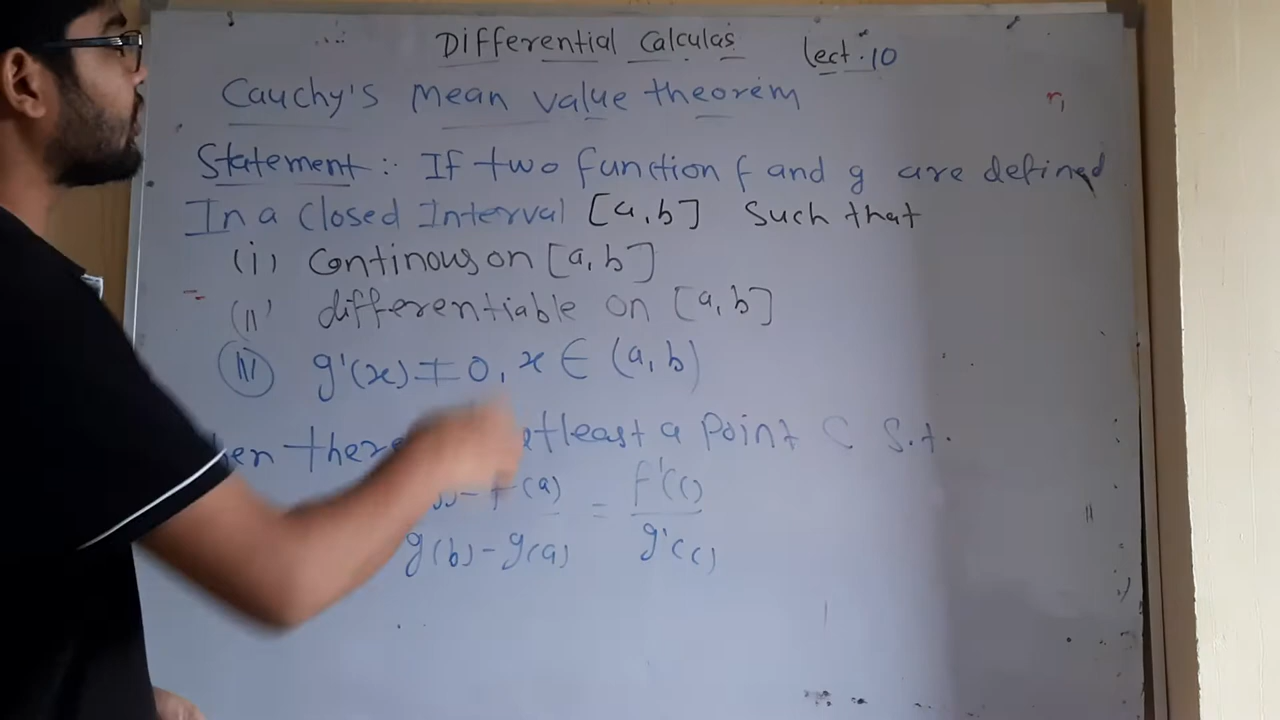 Differential Calculas Lect. 10
Cauchy's mean value theorem
Statement: If two function f and g are defined
In a closed Interval [a,b] such that
(i) Continous on [a,b]
(ii) differentiable on [a,b]
(iii) g'(x) ≠ 0, x ∈ (a,b)
there atleast a point c s.t.
f(a) = f'(c)
g(b) - g(a) g'(c)